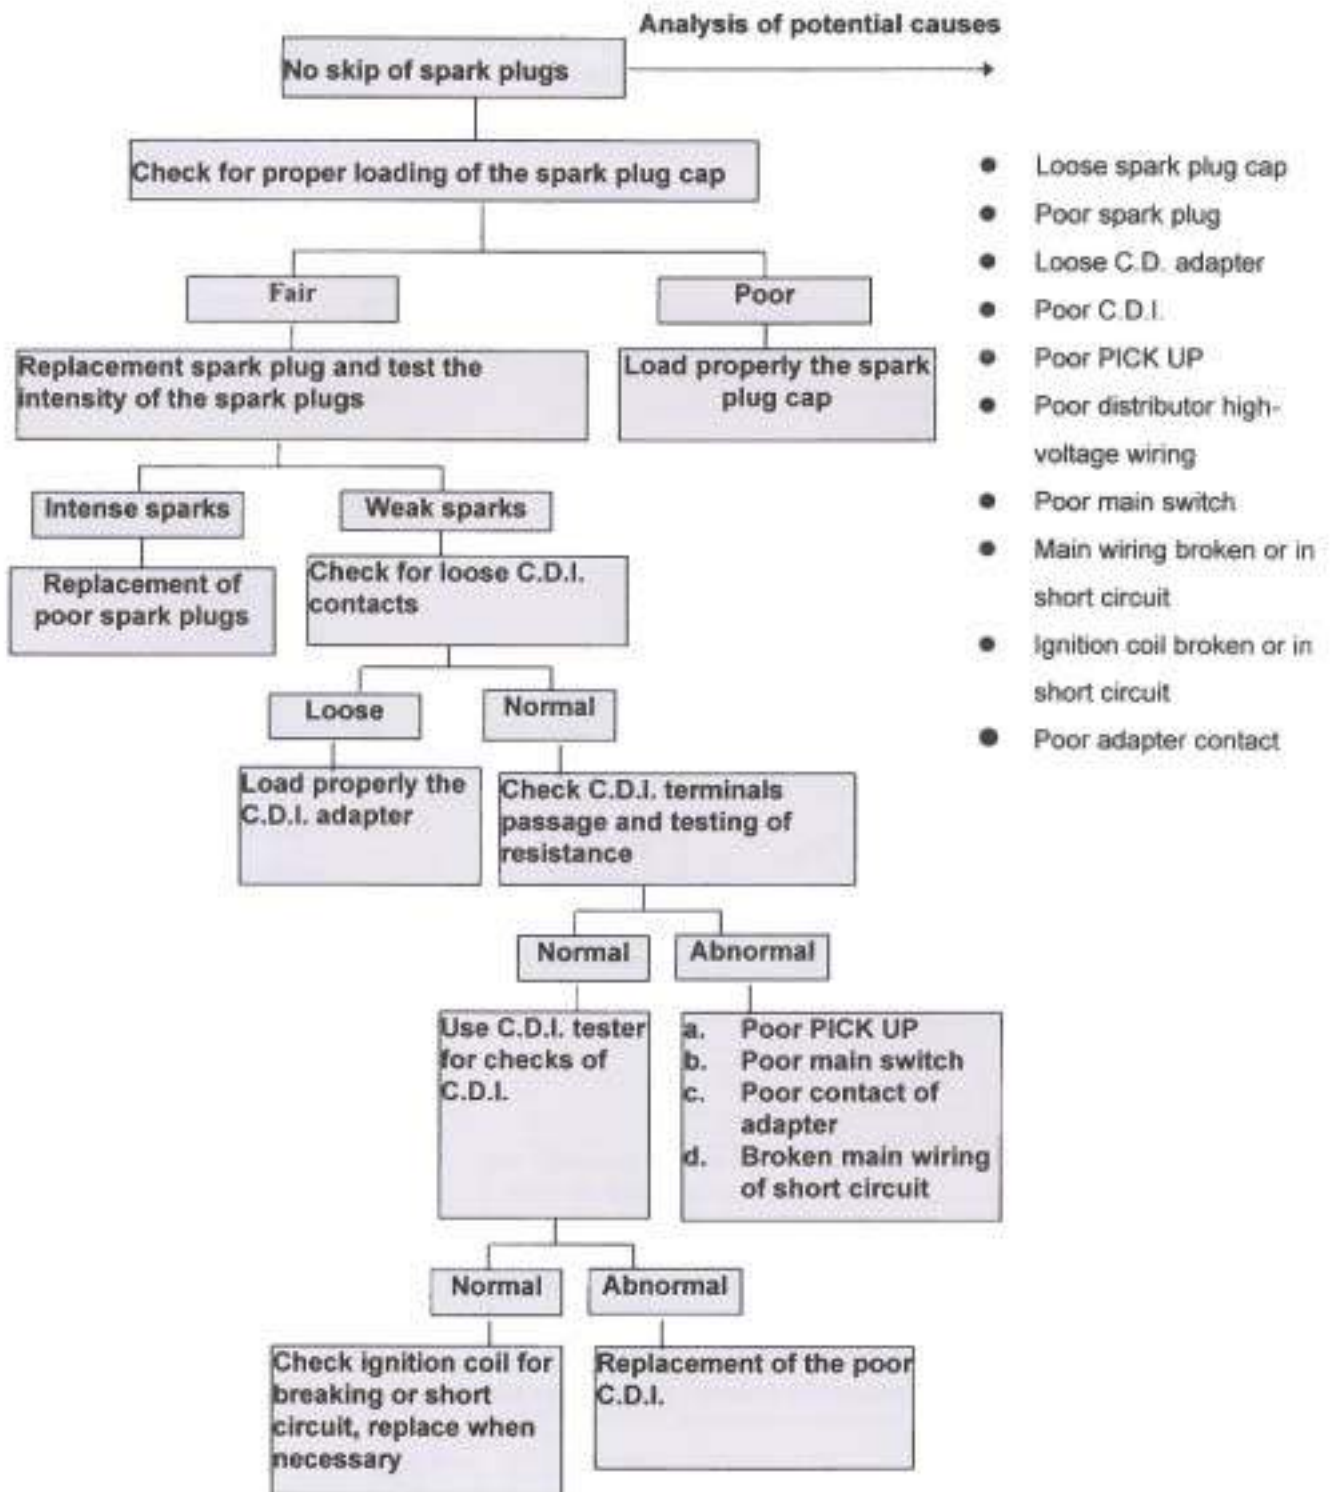 Analysis of potential causes
No skip of spark plugs
Check for proper loading of the spark plug cap
Fair
Poor
Replacement spark plug and test the
intensity of the spark plugs
Load properly the spark
plug cap
Intense sparks
Weak sparks
Replacement of
poor spark plugs
Check for loose C.D.I.
contacts
Loose
Normal
Load properly the
C.D.I. adapter
Check C.D.I. terminals
passage and testing of
resistance
Normal
Abnormal
Use C.D.I. tester
for checks of
C.D.I.
a. Poor PICK UP
b. Poor main switch
c. Poor contact of
adapter
d. Broken main wiring
of short circuit
Normal
Abnormal
Check ignition coil for
breaking or short
circuit, replace when
necessary
Replacement of the poor
C.D.I.
● Loose spark plug cap
● Poor spark plug
● Loose C.D. adapter
● Poor C.D.I.
● Poor PICK UP
● Poor distributor high-
voltage wiring
● Poor main switch
● Main wiring broken or in
short circuit
● Ignition coil broken or in
short circuit
● Poor adapter contact